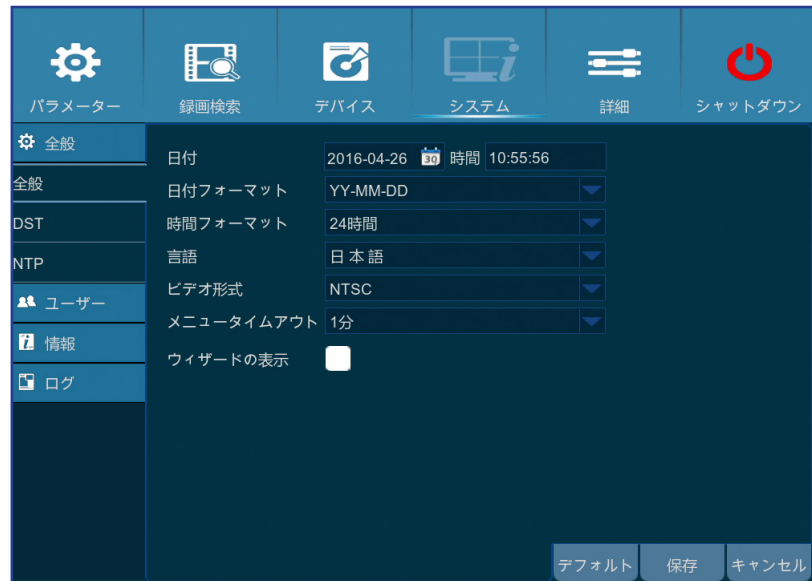 パラメーター
録画検索
デバイス
システム
詳細
シャットダウン
全般
全般
DST
NTP
ユーザー
情報
ログ
日付 2016-04-26 30 時間 10:55:56
日付フォーマット YY-MM-DD
時間フォーマット 24時間
言語 日本語
ビデオ形式 NTSC
メニュータイムアウト 1分
ウィザードの表示
デフォルト
保存
キャンセル